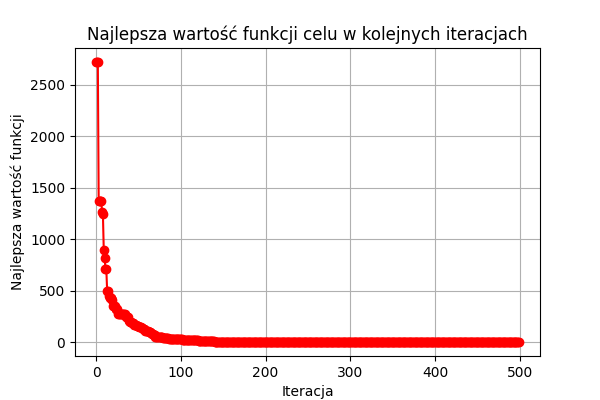 Najlepsza wartość funkcji celu w kolejnych iteracjach
Najlepsza wartość funkcji
2500
2000
1500
1000
500
0
0 100 200 300 400 500
Iteracja